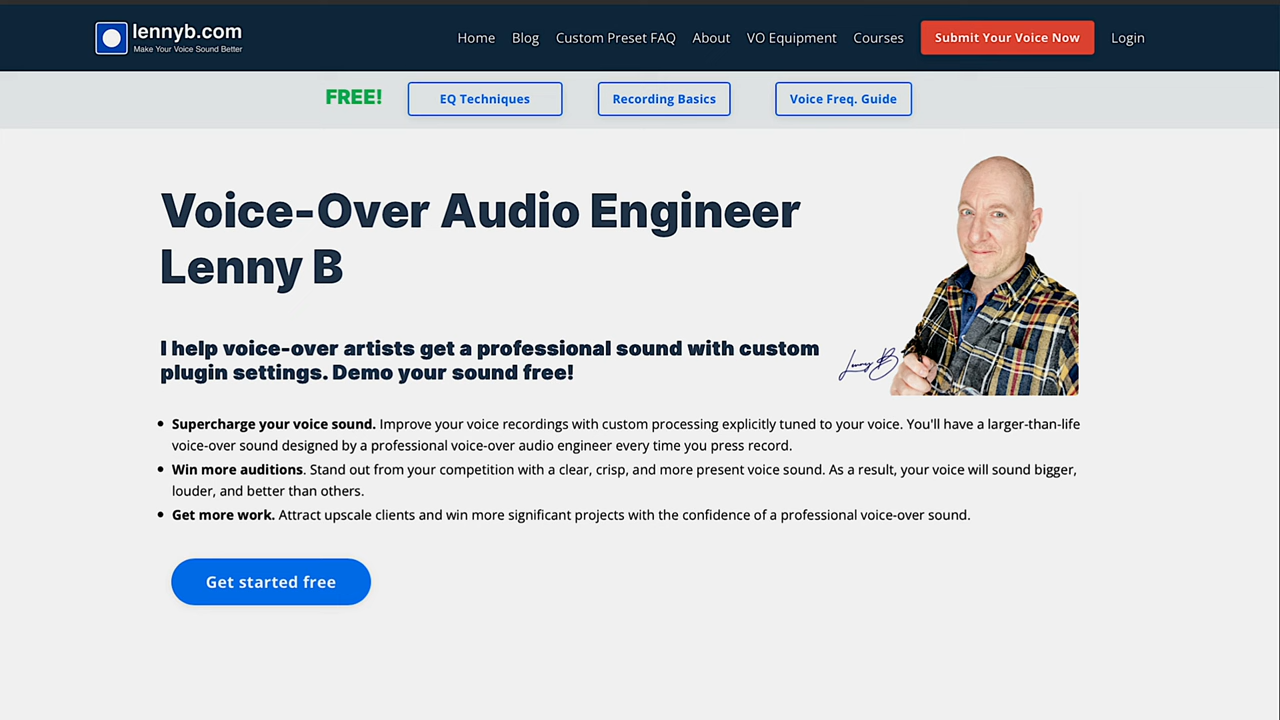 lennyb.com
Make Your Voice Sound Better
Home Blog Custom Preset FAQ About VO Equipment Courses Submit Your Voice Now Login
FREE! EQ Techniques Recording Basics Voice Freq. Guide
Voice-Over Audio Engineer
Lenny B
I help voice-over artists get a professional sound with custom
plugin settings. Demo your sound free!
Lenny B
• Supercharge your voice sound. Improve your voice recordings with custom processing explicitly tuned to your voice. You'll have a larger-than-life
voice-over sound designed by a professional voice-over audio engineer every time you press record.
• Win more auditions. Stand out from your competition with a clear, crisp, and more present voice sound. As a result, your voice will sound bigger,
louder, and better than others.
• Get more work. Attract upscale clients and win more significant projects with the confidence of a professional voice-over sound.
Get started free